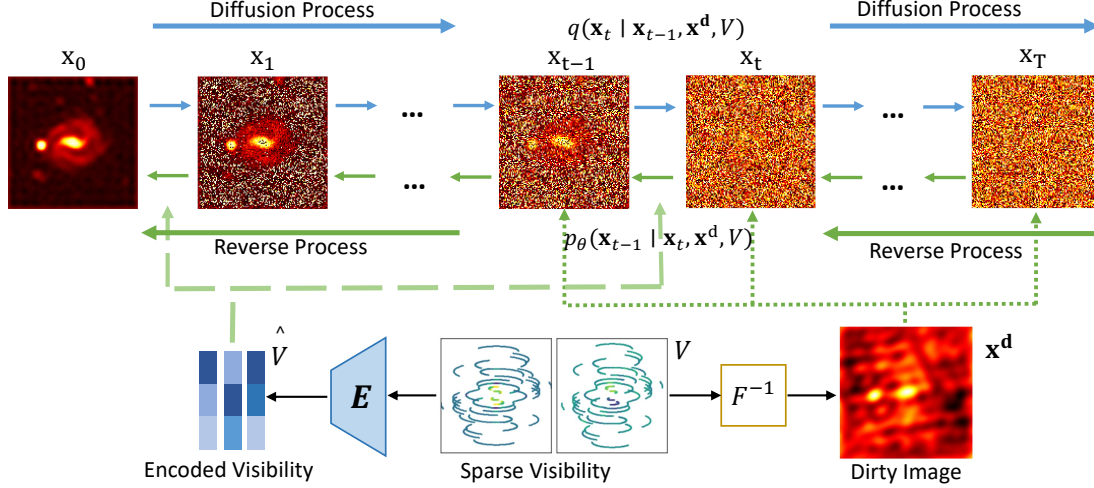 Diffusion Process
q(x_t | x_{t−1}, x^d, V)
Diffusion Process
x_0
x_1
x_{t−1}
x_t
x_T
...
...
...
...
Reverse Process
p_θ(x_{t−1} | x_t, x^d, V)
Reverse Process
V̂
E
V
F^{−1}
x^d
Encoded Visibility
Sparse Visibility
Dirty Image